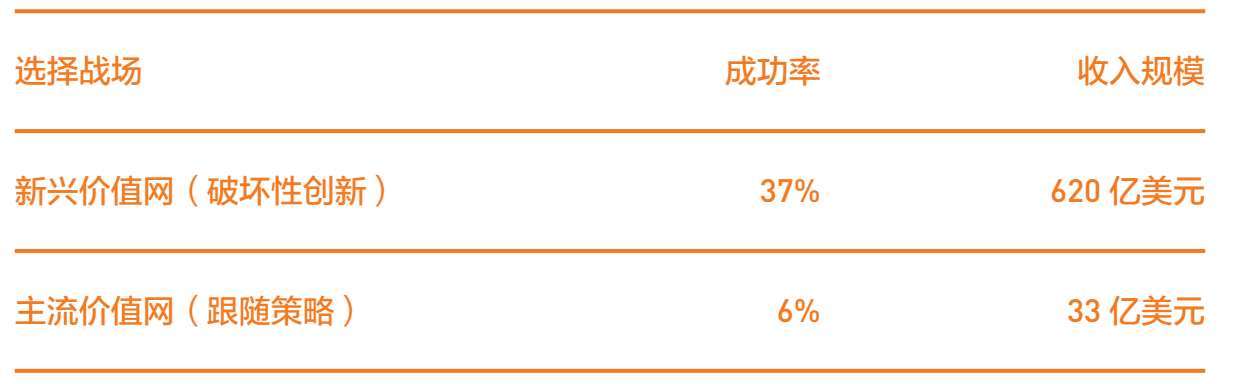 选择战场 成功率 收入规模
新兴价值网（破坏性创新） 37% 620 亿美元
主流价值网（跟随策略） 6% 33 亿美元